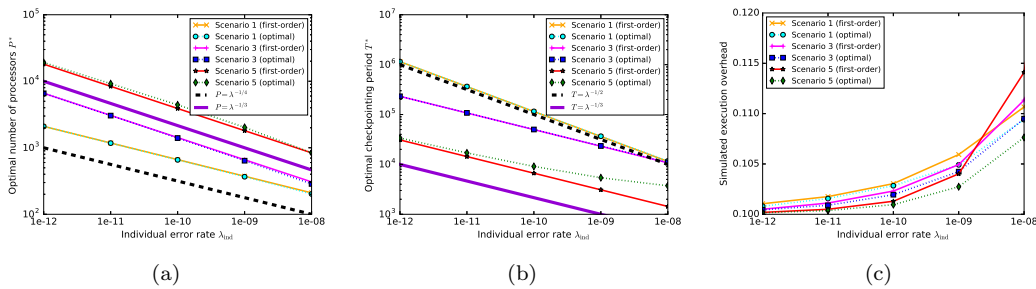 Optimal number of processors P*
10^5
10^4
10^3
10^2
Scenario 1 (first-order)
Scenario 1 (optimal)
Scenario 3 (first-order)
Scenario 3 (optimal)
Scenario 5 (first-order)
Scenario 5 (optimal)
P = λ^{-1/4}
P = λ^{-1/3}
1e-12 1e-11 1e-10 1e-09 1e-08
Individual error rate λ_ind
(a)
Optimal checkpointing period T*
10^8
10^7
10^6
10^5
10^4
10^3
Scenario 1 (first-order)
Scenario 1 (optimal)
Scenario 3 (first-order)
Scenario 3 (optimal)
Scenario 5 (first-order)
Scenario 5 (optimal)
T = λ^{-1/2}
T = λ^{-1/3}
1e-12 1e-11 1e-10 1e-09 1e-08
Individual error rate λ_ind
(b)
Simulated execution overhead
0.120
0.115
0.110
0.105
0.100
Scenario 1 (first-order)
Scenario 1 (optimal)
Scenario 3 (first-order)
Scenario 3 (optimal)
Scenario 5 (first-order)
Scenario 5 (optimal)
1e-12 1e-11 1e-10 1e-09 1e-08
Individual error rate λ_ind
(c)